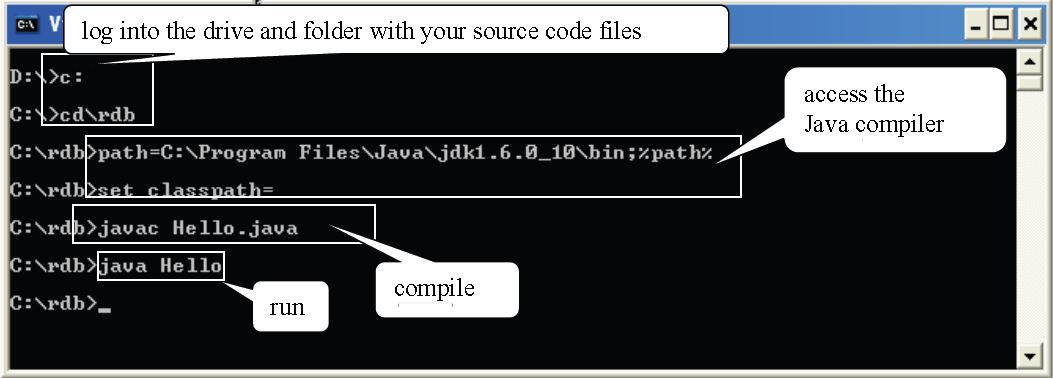 C:\ V
log into the drive and folder with your source code files
D:\>c:
C:\>cd\rdb
access the
Java compiler
C:\rdb>path=C:\Program Files\Java\jdk1.6.0_10\bin;%path%
C:\rdb>set classpath=
C:\rdb>javac Hello.java
C:\rdb>java Hello
compile
run
C:\rdb>_